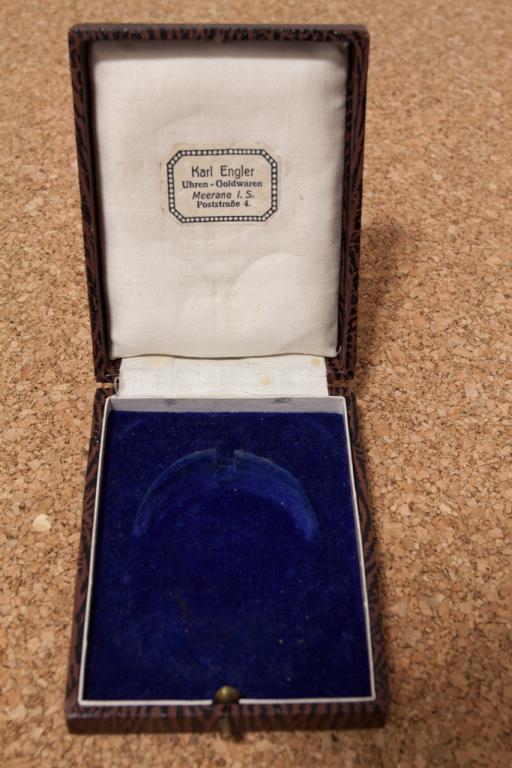 Karl Engler
Uhren - Goldwaren
Meerane i. S.
Poststraße 4.